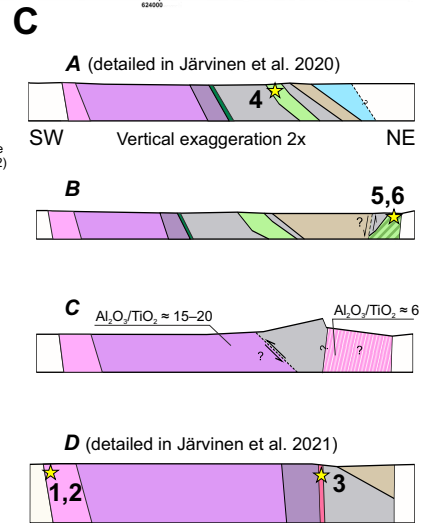 624000
C
A (detailed in Järvinen et al. 2020)
4
?
SW Vertical exaggeration 2x NE
e
2)
B
5,6
?
C
Al₂O₃/TiO₂ ≈ 15–20
Al₂O₃/TiO₂ ≈ 6
?
?
?
D (detailed in Järvinen et al. 2021)
1,2
3